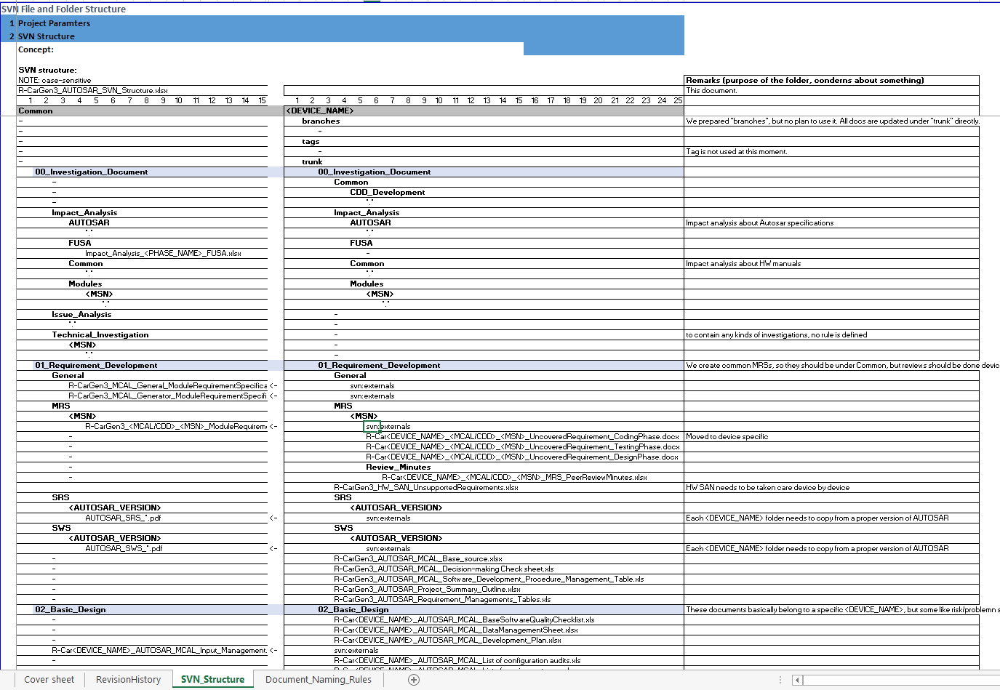 SVN File and Folder Structure
1 Project Paramters
2 SVN Structure
Concept:
SVN structure:
NOTE: case-sensitive Remarks (purpose of the folder, conderns about something)
R-CarGen3_AUTOSAR_SVN_Structure.xlsx This document.
1 2 3 4 5 6 7 8 9 10 11 12 13 14 15 1 2 3 4 5 6 7 8 9 10 11 12 13 14 15 16 17 18 19 20 21 22 23 24 25
Common <DEVICE_NAME>
- branches We prepared "branches", but no plan to use it. All docs are updated under "trunk" directly.
- -
- tags
- - Tag is not used at this moment.
- trunk
00_Investigation_Document 00_Investigation_Document
- Common
- CDD_Development
- *.*
Impact_Analysis Impact_Analysis
AUTOSAR AUTOSAR Impact analysis about Autosar specifications
*.* *.*
FUSA FUSA
Impact_Analysis_<PHASE_NAME>_FUSA.xlsx -
Common Common Impact analysis about HW manuals
*.* *.*
Modules Modules
<MSN> <MSN>
*.* *.*
Issue_Analysis -
*.* -
Technical_Investigation - to contain any kinds of investigations, no rule is defined
<MSN> -
*.* -
01_Requirement_Development 01_Requirement_Development We create common MRSs, so they should be under Common, but reviews should be done devic
General General
R-CarGen3_MCAL_General_ModuleRequirementSpecifica <- svn:externals
R-CarGen3_MCAL_Generator_ModuleRequirementSpecifi <- svn:externals
MRS MRS
<MSN> <MSN>
R-CarGen3_<MCAL/CDD>_<MSN>_ModuleRequirem <- svn:externals
- R-Car<DEVICE_NAME>_<MCAL/CDD>_<MSN>_UncoveredRequirement_CodingPhase.docx Moved to device specific
- R-Car<DEVICE_NAME>_<MCAL/CDD>_<MSN>_UncoveredRequirement_TestingPhase.docx
- R-Car<DEVICE_NAME>_<MCAL/CDD>_<MSN>_UncoveredRequirement_DesignPhase.docx
- Review_Minutes
- R-Car<DEVICE_NAME>_<MCAL/CDD>_<MSN>_MRS_PeerReviewMinutes.xlsx
R-CarGen3_HW_SAN_UnsupportedRequirements.xlsx HW SAN needs to be taken care device by device
SRS SRS
<AUTOSAR_VERSION> <AUTOSAR_VERSION>
AUTOSAR_SRS_*.pdf <- svn:externals Each <DEVICE_NAME> folder needs to copy from a proper version of AUTOSAR
SWS SWS
<AUTOSAR_VERSION> <AUTOSAR_VERSION>
AUTOSAR_SWS_*.pdf <- svn:externals Each <DEVICE_NAME> folder needs to copy from a proper version of AUTOSAR
- R-CarGen3_AUTOSAR_MCAL_Base_source.xlsx
- R-CarGen3_AUTOSAR_MCAL_Decision-making Check sheet.xls
- R-CarGen3_AUTOSAR_MCAL_Software_Development_Procedure_Management_Table.xls
- R-CarGen3_AUTOSAR_Project_Summary_Outline.xlsx
- R-CarGen3_AUTOSAR_Requirement_Managements_Tables.xls
02_Basic_Design 02_Basic_Design These documents basically belong to a specific <DEVICE_NAME>, but some like risk/problemn s
- R-Car<DEVICE_NAME>_AUTOSAR_MCAL_BaseSoftwareQualityChecklist.xls
- R-Car<DEVICE_NAME>_AUTOSAR_MCAL_DataManagementSheet.xlsx
- R-Car<DEVICE_NAME>_AUTOSAR_MCAL_Development_Plan.xlsx
R-Car<DEVICE_NAME>_AUTOSAR_MCAL_Input_Management. <- svn:externals
- R-Car<DEVICE_NAME>_AUTOSAR_MCAL_List of configuration audits.xls
Cover sheet RevisionHistory SVN_Structure Document_Naming_Rules